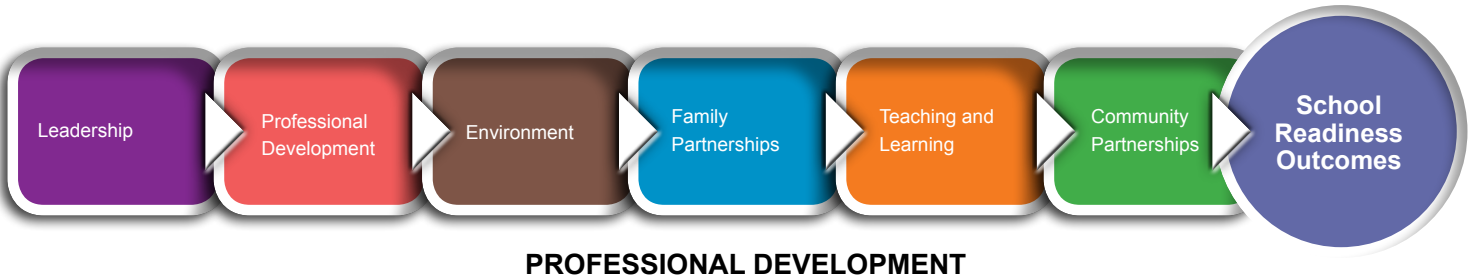 Leadership
Professional
Development
Environment
Family
Partnerships
Teaching and
Learning
Community
Partnerships
School
Readiness
Outcomes
PROFESSIONAL DEVELOPMENT